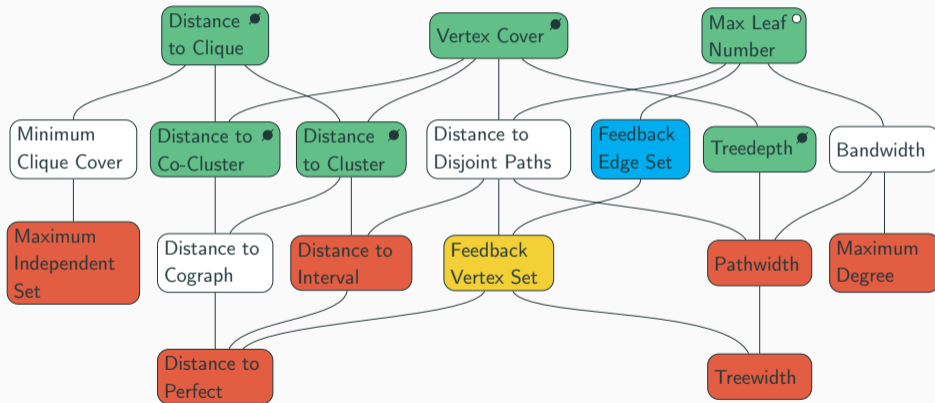 Distance
to Clique
Vertex Cover
Max Leaf
Number
Minimum
Clique Cover
Distance to
Co-Cluster
Distance
to Cluster
Distance to
Disjoint Paths
Feedback
Edge Set
Treedepth
Bandwidth
Maximum
Independent
Set
Distance to
Cograph
Distance to
Interval
Feedback
Vertex Set
Pathwidth
Maximum
Degree
Distance to
Perfect
Treewidth